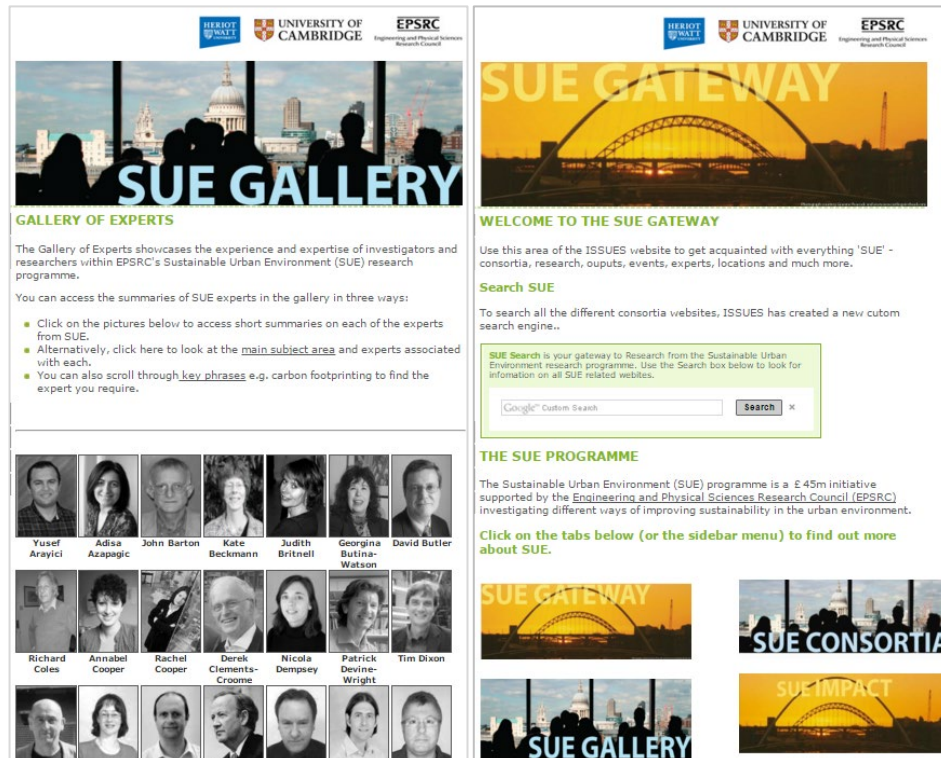 HERIOT
WATT
UNIVERSITY
UNIVERSITY OF
CAMBRIDGE
EPSRC
Engineering and Physical Sciences
Research Council
SUE GALLERY
GALLERY OF EXPERTS
The Gallery of Experts showcases the experience and expertise of investigators and
researchers within EPSRC's Sustainable Urban Environment (SUE) research
programme.
You can access the summaries of SUE experts in the gallery in three ways:
Click on the pictures below to access short summaries on each of the experts
from SUE.
Alternatively, click here to look at the main subject area and experts associated
with each.
You can also scroll through key phrases e.g. carbon footprinting to find the
expert you require.
Yusef
Arayici
Adisa
Azapagic
John Barton
Kate
Beckmann
Judith
Britnell
Georgina
Butina-
Watson
David Butler
Richard
Coles
Annabel
Cooper
Rachel
Cooper
Derek
Clements-
Croome
Nicola
Dempsey
Patrick
Devine-
Wright
Tim Dixon
HERIOT
WATT
UNIVERSITY
UNIVERSITY OF
CAMBRIDGE
EPSRC
Engineering and Physical Sciences
Research Council
SUE GATEWAY
WELCOME TO THE SUE GATEWAY
Use this area of the ISSUES website to get acquainted with everything 'SUE' -
consortia, research, ouputs, events, experts, locations and much more.
Search SUE
To search all the different consortia websites, ISSUES has created a new cutom
search engine..
SUE Search is your gateway to Research from the Sustainable Urban
Environment research programme. Use the Search box below to look for
infomation on all SUE related webites.
Google™ Custom Search
Search
×
THE SUE PROGRAMME
The Sustainable Urban Environment (SUE) programme is a £45m initiative
supported by the Engineering and Physical Sciences Research Council (EPSRC)
investigating different ways of improving sustainability in the urban environment.
Click on the tabs below (or the sidebar menu) to find out more
about SUE.
SUE GATEWAY
SUE CONSORTIA
SUE GALLERY
SUE IMPACT